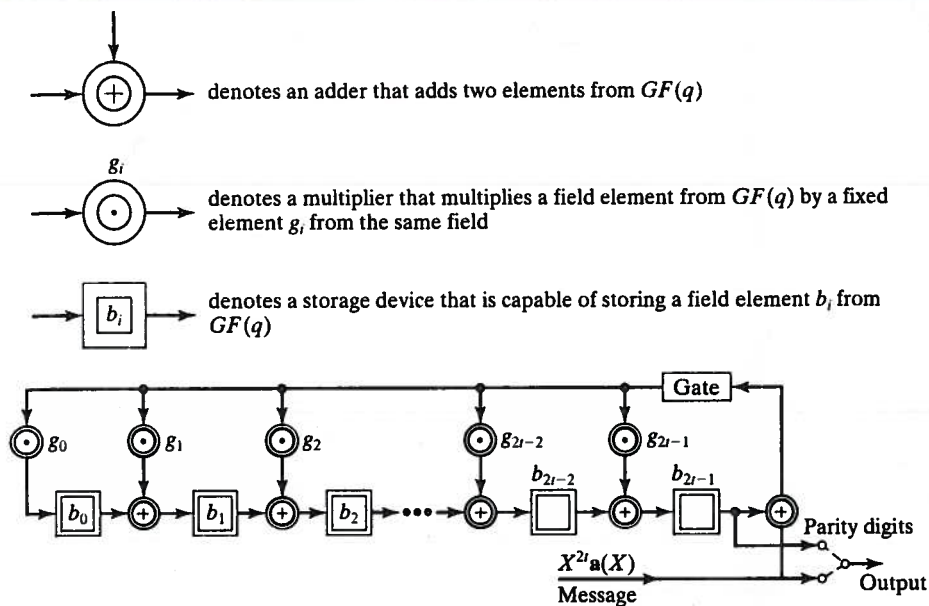 denotes an adder that adds two elements from GF(q)
g_i
denotes a multiplier that multiplies a field element from GF(q) by a fixed
element g_i from the same field
b_i
denotes a storage device that is capable of storing a field element b_i from
GF(q)
Gate
g_0 g_1 g_2 g_{2t-2} g_{2t-1}
b_{2t-2} b_{2t-1}
b_0 b_1 b_2
Parity digits
X^{2t}a(X)
Message
Output